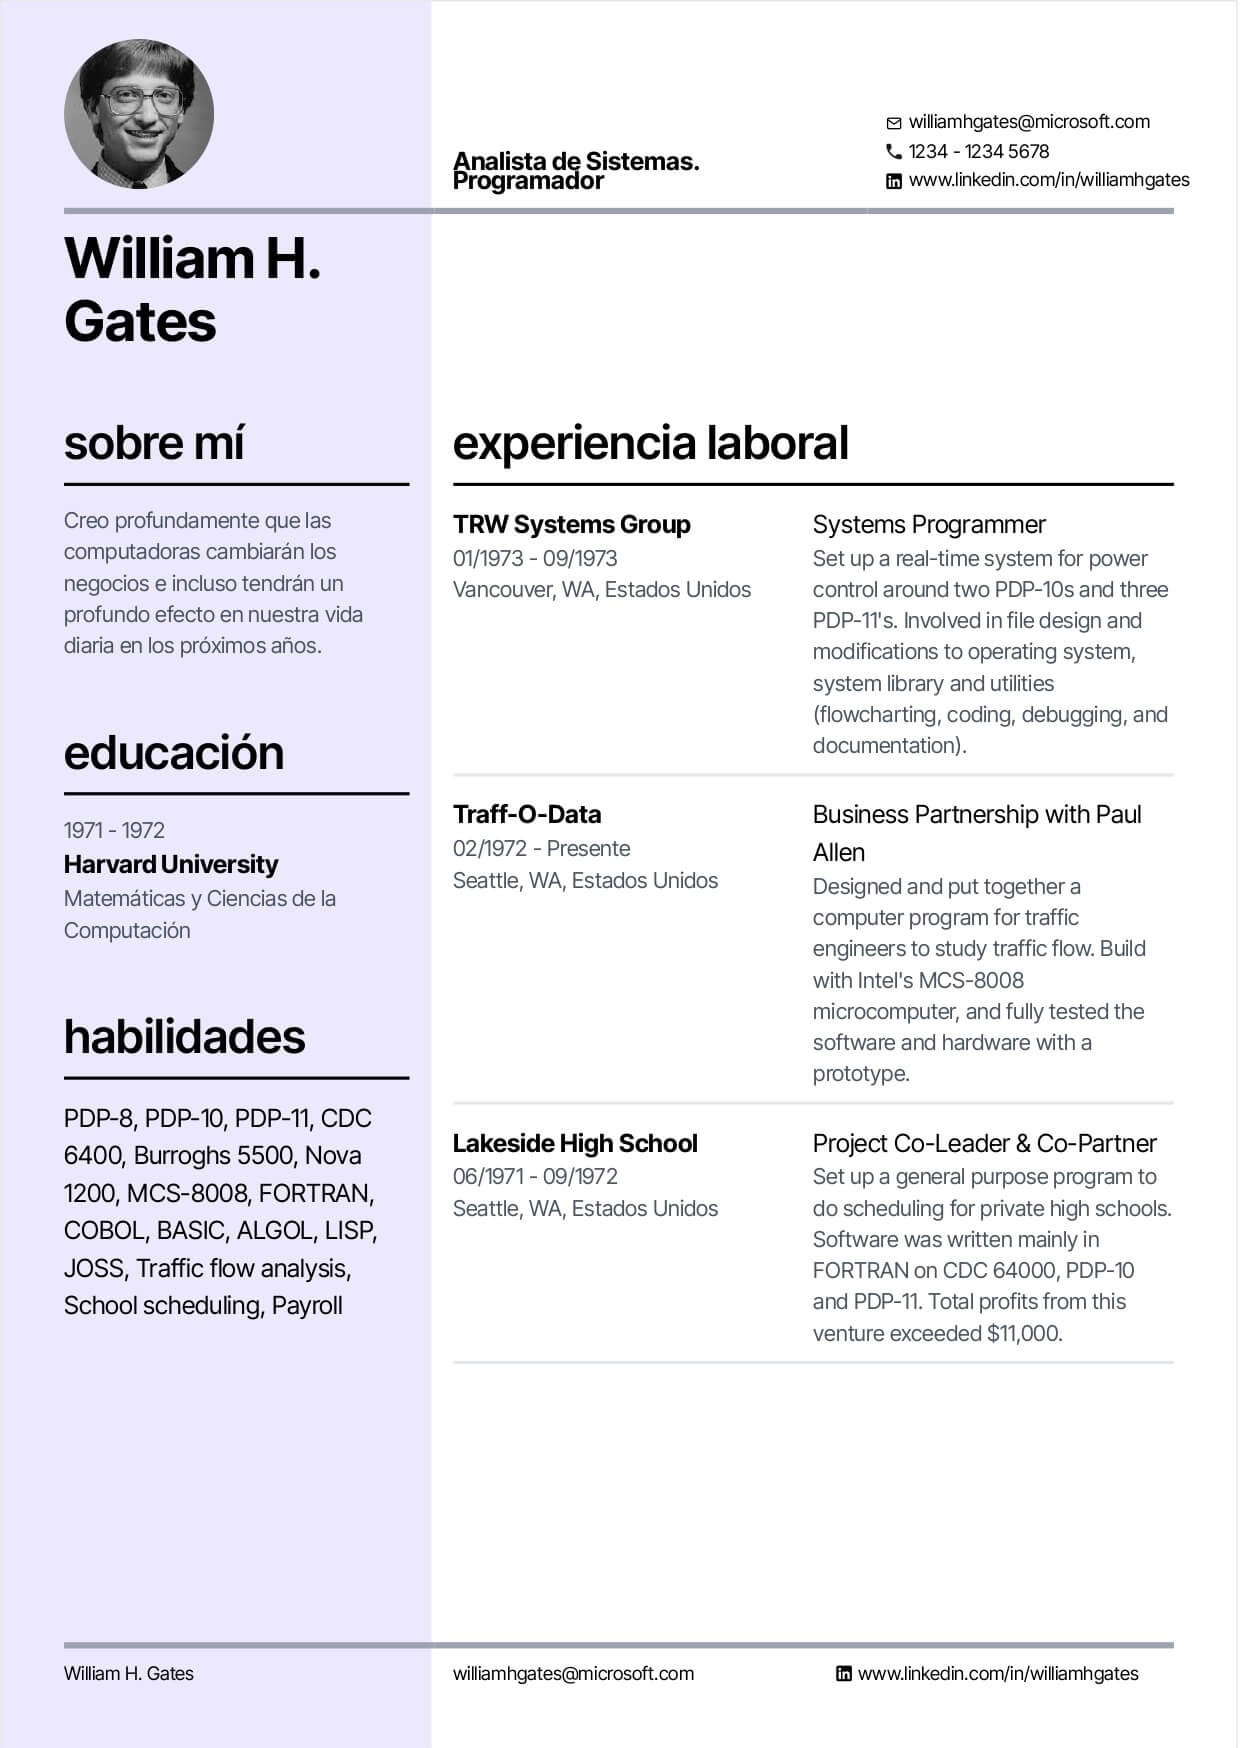 Analista de Sistemas.
Programador
williamhgates@microsoft.com
1234 - 1234 5678
www.linkedin.com/in/williamhgates
William H.
Gates
sobre mí
Creo profundamente que las
computadoras cambiarán los
negocios e incluso tendrán un
profundo efecto en nuestra vida
diaria en los próximos años.
educación
1971 - 1972
Harvard University
Matemáticas y Ciencias de la
Computación
habilidades
PDP-8, PDP-10, PDP-11, CDC
6400, Burroghs 5500, Nova
1200, MCS-8008, FORTRAN,
COBOL, BASIC, ALGOL, LISP,
JOSS, Traffic flow analysis,
School scheduling, Payroll
experiencia laboral
TRW Systems Group
01/1973 - 09/1973
Vancouver, WA, Estados Unidos
Systems Programmer
Set up a real-time system for power
control around two PDP-10s and three
PDP-11's. Involved in file design and
modifications to operating system,
system library and utilities
(flowcharting, coding, debugging, and
documentation).
Traff-O-Data
02/1972 - Presente
Seattle, WA, Estados Unidos
Business Partnership with Paul
Allen
Designed and put together a
computer program for traffic
engineers to study traffic flow. Build
with Intel's MCS-8008
microcomputer, and fully tested the
software and hardware with a
prototype.
Lakeside High School
06/1971 - 09/1972
Seattle, WA, Estados Unidos
Project Co-Leader & Co-Partner
Set up a general purpose program to
do scheduling for private high schools.
Software was written mainly in
FORTRAN on CDC 64000, PDP-10
and PDP-11. Total profits from this
venture exceeded $11,000.
William H. Gates
williamhgates@microsoft.com
www.linkedin.com/in/williamhgates